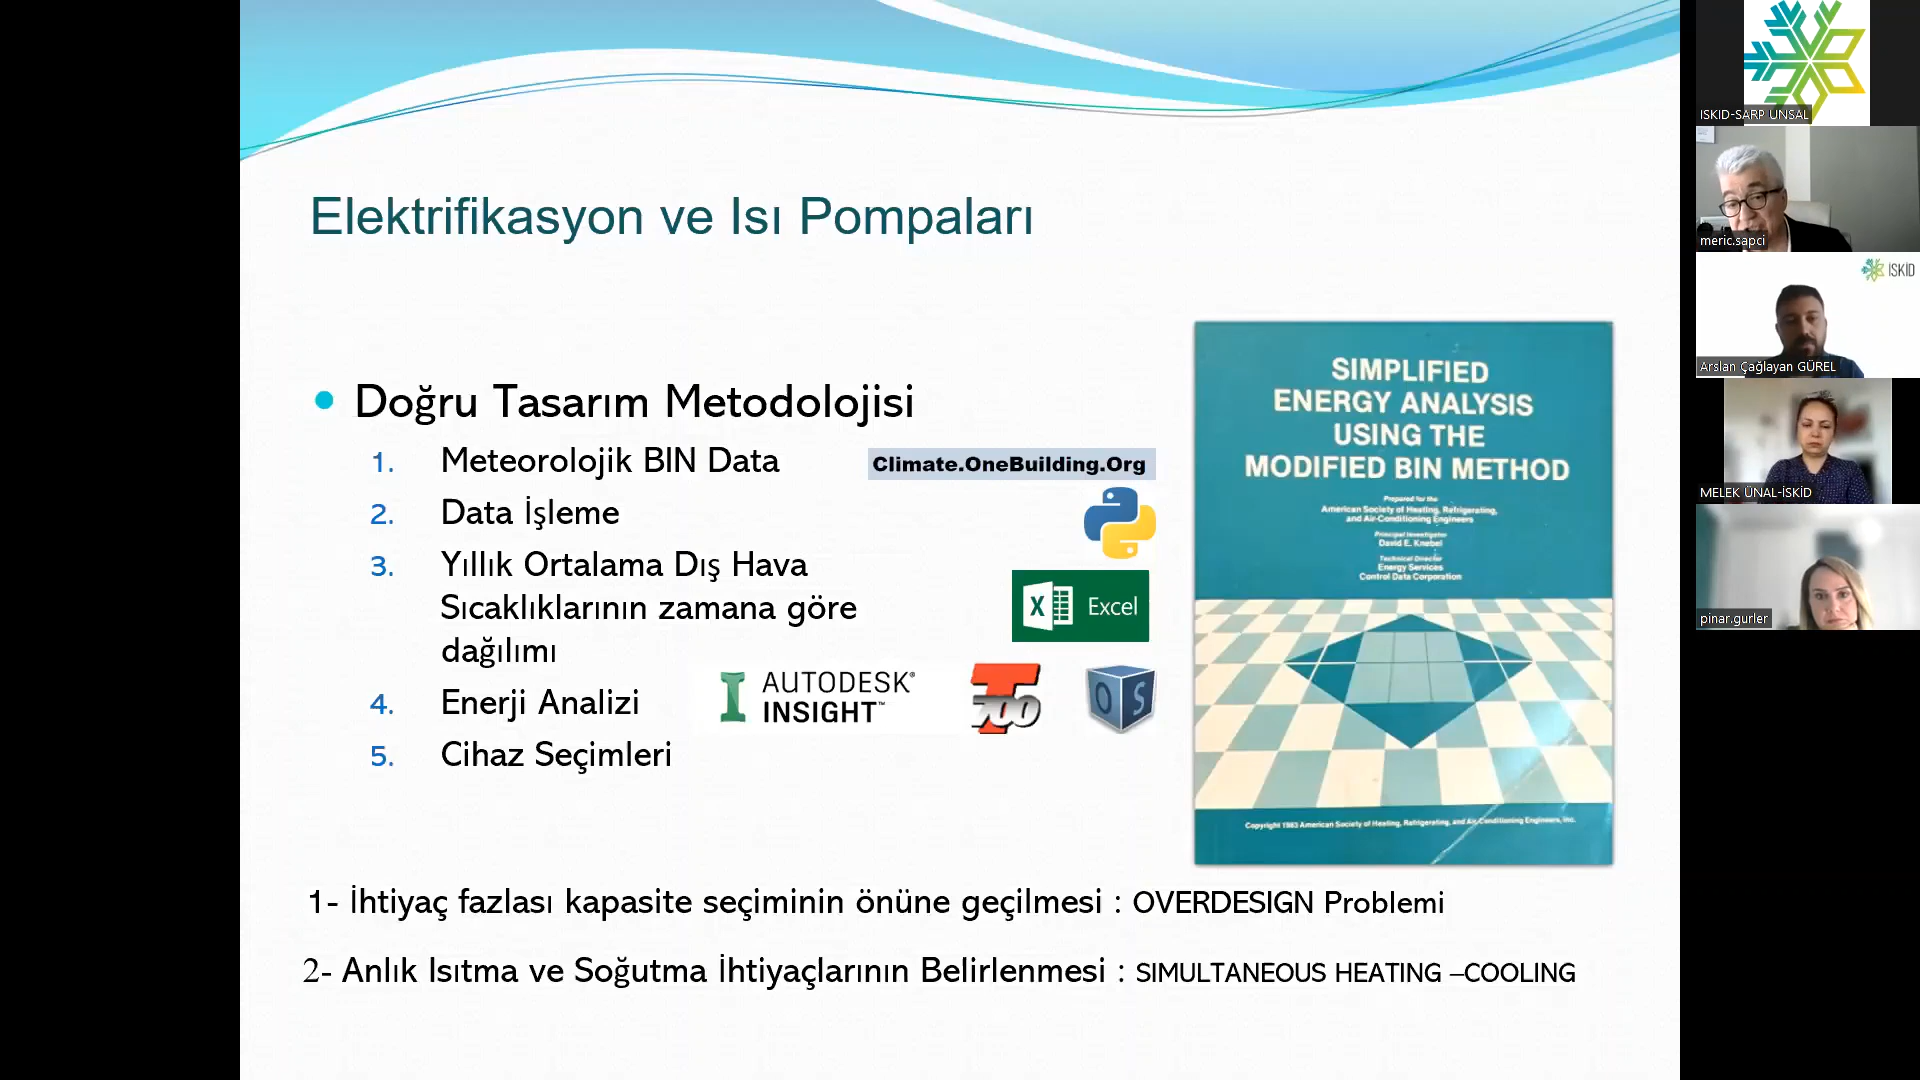 Elektrifikasyon ve Isı Pompaları
Doğru Tasarım Metodolojisi
1. Meteorolojik BIN Data
Climate.OneBuilding.Org
2. Data İşleme
3. Yıllık Ortalama Dış Hava
Sıcaklıklarının zamana göre
dağılımı
Excel
4. Enerji Analizi
AUTODESK®
INSIGHT™
T
700
O S
5. Cihaz Seçimleri
SIMPLIFIED
ENERGY ANALYSIS
USING THE
MODIFIED BIN METHOD
Prepared for the
American Society of Heating, Refrigerating,
and Air-Conditioning Engineers
Principal Investigator
David E. Knebel
Technical Director
Energy Services
Control Data Corporation
Copyright 1983 American Society of Heating, Refrigerating, and Air Conditioning Engineers, Inc.
1- İhtiyaç fazlası kapasite seçiminin önüne geçilmesi : OVERDESIGN Problemi
2- Anlık Isıtma ve Soğutma İhtiyaçlarının Belirlenmesi : SIMULTANEOUS HEATING –COOLING
ISKID-SARP UNSAL
meric.sapci
İSKİD
Arslan Çağlayan GÜREL
MELEK ÜNAL-İSKİD
pinar.gurler